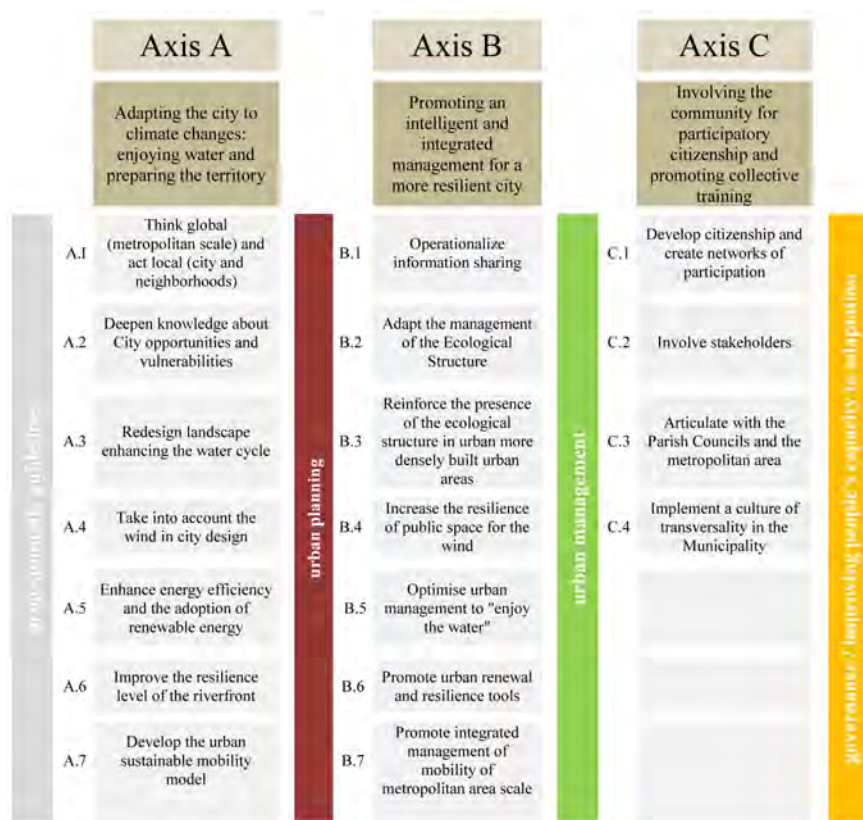 Axis A
Adapting the city to
climate changes:
enjoying water and
preparing the territory
A.I
Think global
(metropolitan scale) and
act local (city and
neighborhoods)
A.2
Deepen knowledge about
City opportunities and
vulnerabilities
A.3
Redesign landscape
enhancing the water cycle
A.4
Take into account the
wind in city design
A.5
Enhance energy efficiency
and the adoption of
renewable energy
A.6
Improve the resilience
level of the riverfront
A.7
Develop the urban
sustainable mobility
model
urban planning
Axis B
Promoting an
intelligent and
integrated
management for a
more resilient city
B.1
Operationalize
information sharing
B.2
Adapt the management
of the Ecological
Structure
B.3
Reinforce the presence
of the ecological
structure in urban more
densely built urban
areas
B.4
Increase the resilience
of public space for the
wind
B.5
Optimise urban
management to "enjoy
the water"
B.6
Promote urban renewal
and resilience tools
B.7
Promote integrated
management of
mobility of
metropolitan area scale
urban management
Axis C
Involving the
community for
participatory
citizenship and
promoting collective
training
C.1
Develop citizenship and
create networks of
participation
C.2
Involve stakeholders
C.3
Articulate with the
Parish Councils and the
metropolitan area
C.4
Implement a culture of
transversality in the
Municipality
governance / improving people's capacity to adaptation